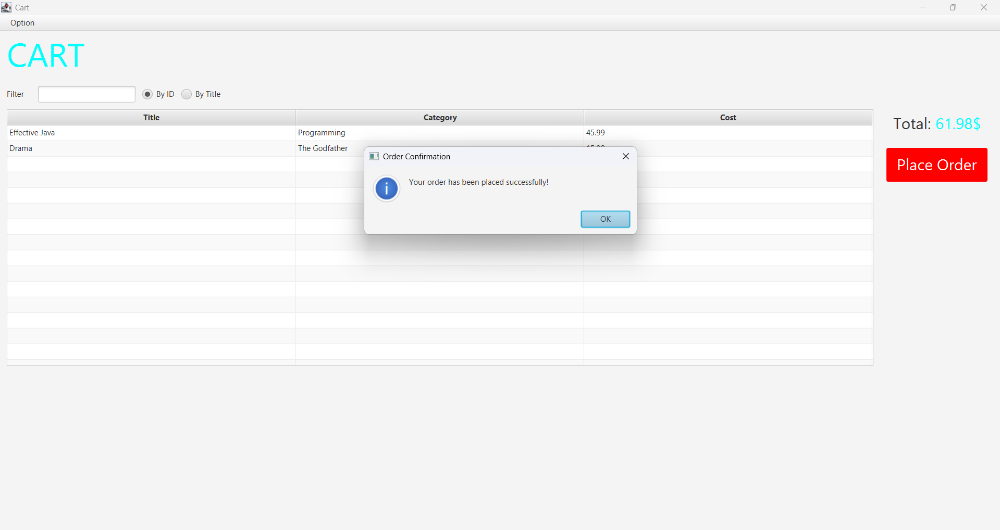 Cart
Option
CART
Filter By ID By Title
Title Category Cost
Effective Java Programming 45.99
Drama The Godfather
Total: 61.98$
Place Order
Order Confirmation
Your order has been placed successfully!
OK